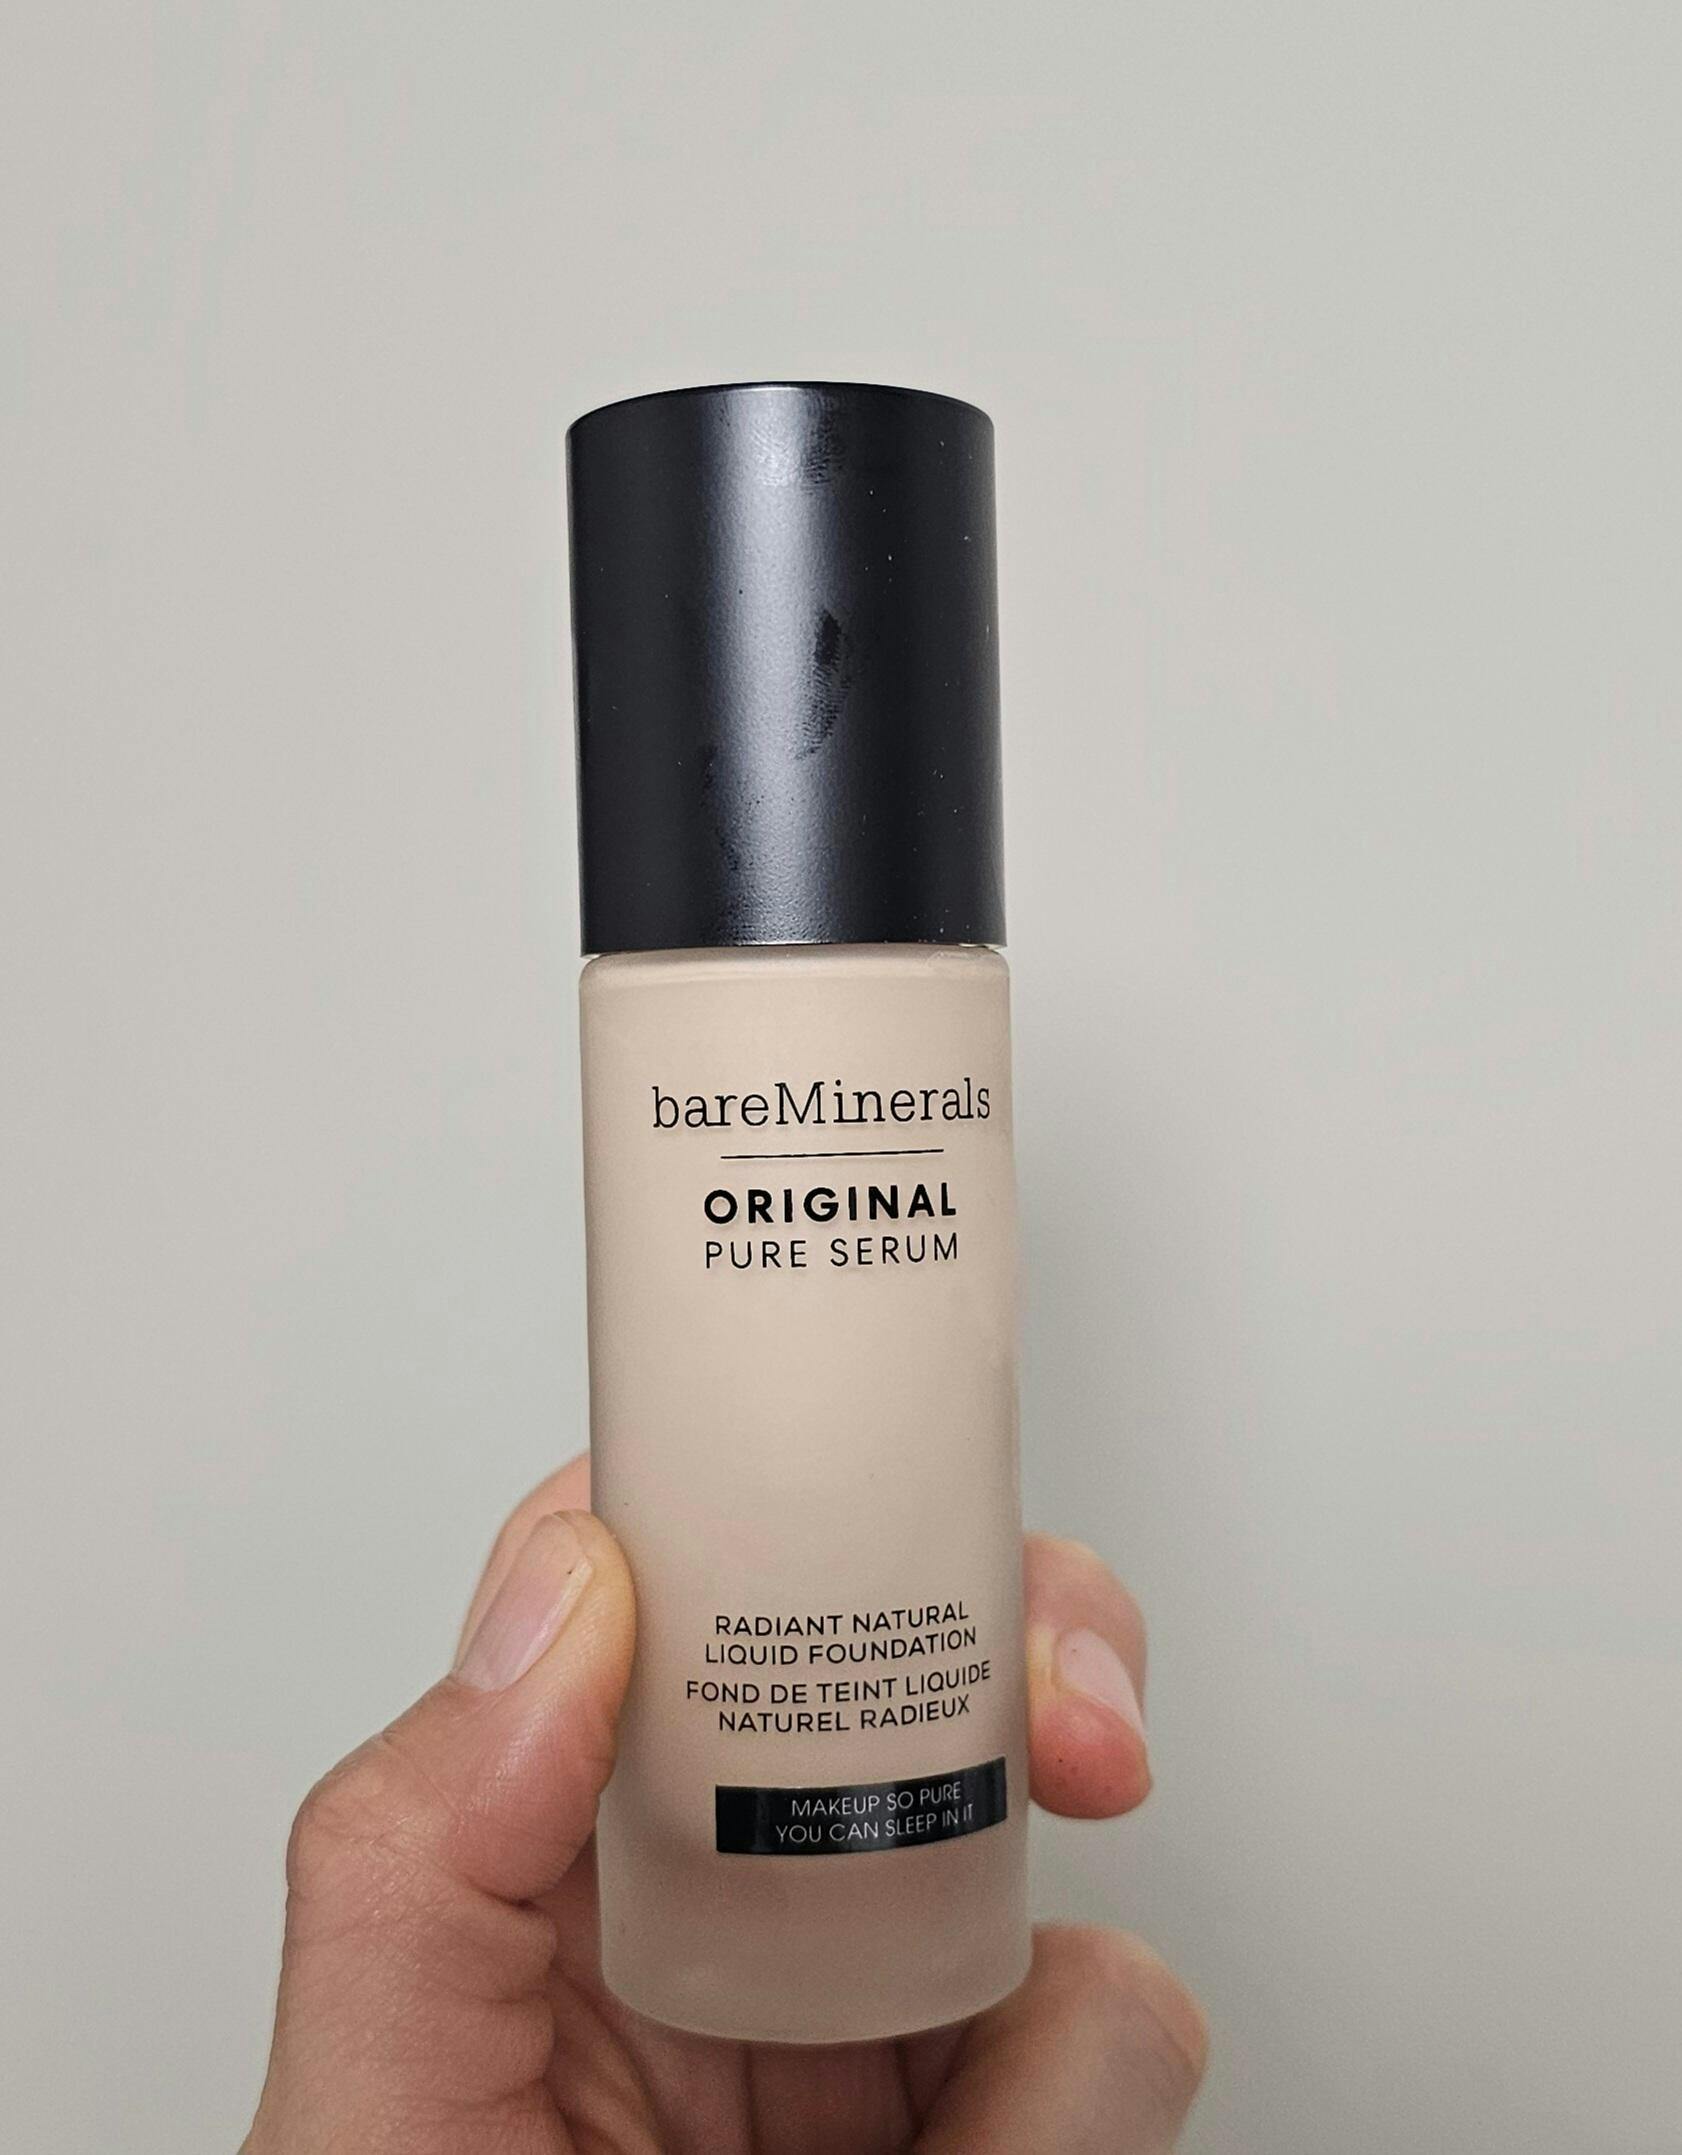 bareMinerals
ORIGINAL
PURE SERUM
RADIANT NATURAL
LIQUID FOUNDATION
FOND DE TEINT LIQUIDE
NATUREL RADIEUX
MAKEUP SO PURE
YOU CAN SLEEP IN IT